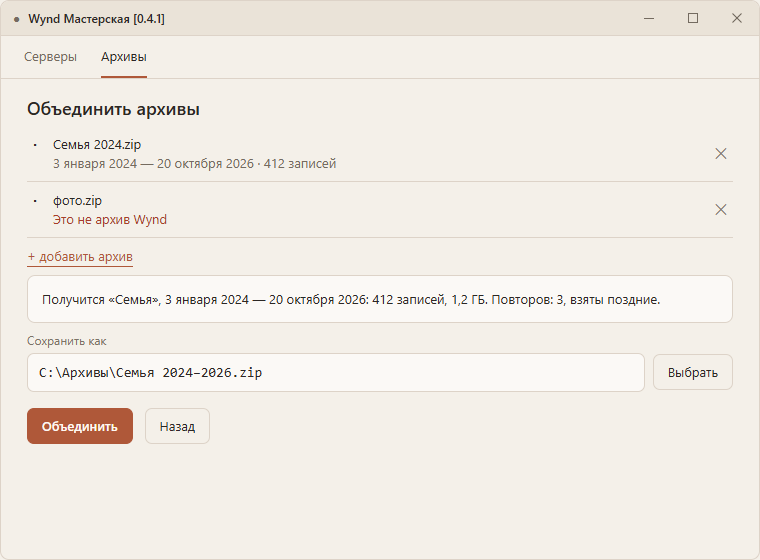 Wynd Мастерская [0.4.1]
Серверы Архивы
Объединить архивы
Семья 2024.zip
3 января 2024 — 20 октября 2026 · 412 записей
фото.zip
Это не архив Wynd
+ добавить архив
Получится «Семья», 3 января 2024 — 20 октября 2026: 412 записей, 1,2 ГБ. Повторов: 3, взяты поздние.
Сохранить как
C:\Архивы\Семья 2024–2026.zip
Выбрать
Объединить Назад